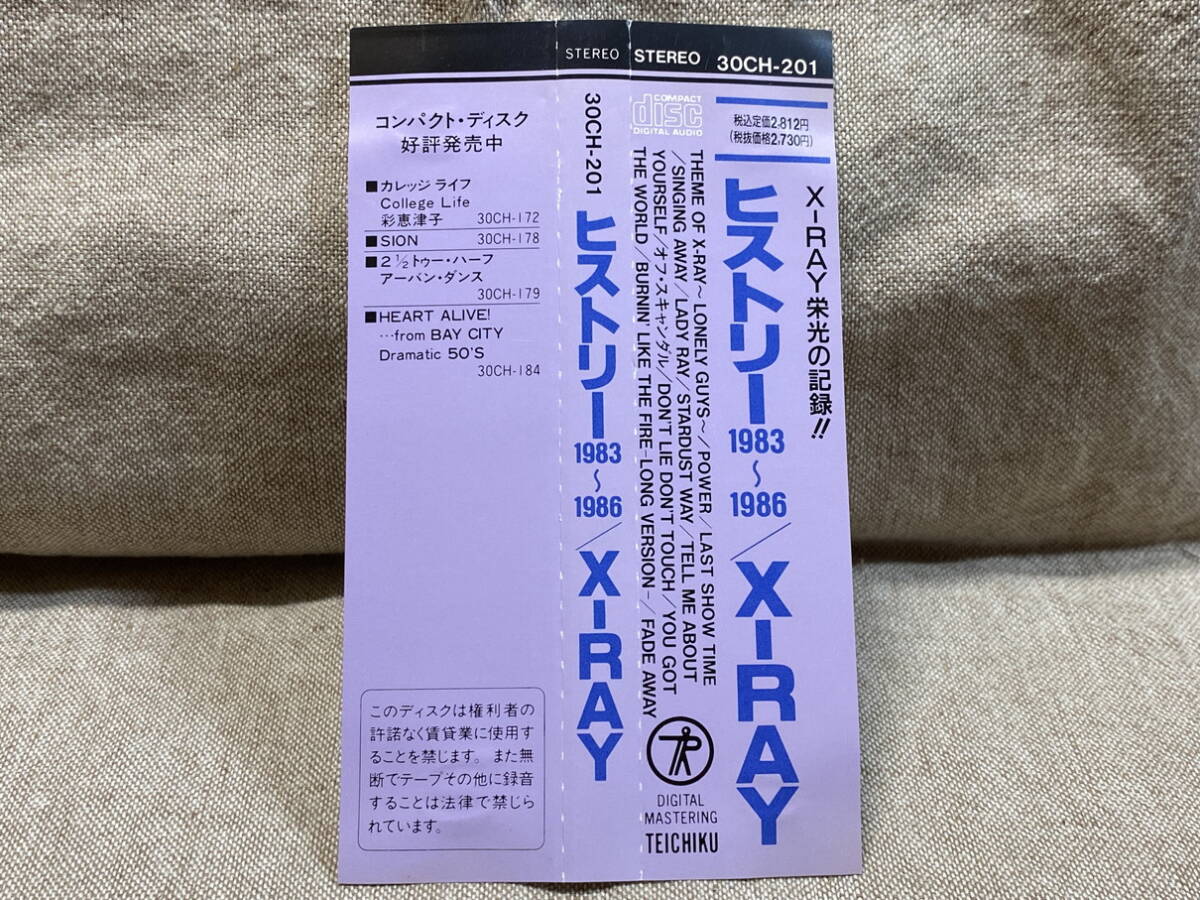 コンパクト・ディスク
好評発売中
■カレッジ ライフ
College Life
彩恵津子 30CH-172
■SION 30CH-178
■2½トゥー・ハーフ
アーバン・ダンス
30CH-179
■HEART ALIVE!
…from BAY CITY
Dramatic 50'S
30CH-184
このディスクは権利者の
許諾なく賃貸業に使用す
ることを禁じます。また無
断でテープその他に録音
することは法律で禁じら
れています。
STEREO
30CH-201 ヒストリー 1983～1986／X-RAY
STEREO 30CH-201
COMPACT
disc
DIGITAL AUDIO
税込定価2,812円
(税抜価格2,730円)
X-RAY栄光の記録!!
ヒストリー 1983～1986／X-RAY
THEME OF X-RAY～LONELY GUYS～/POWER/LAST SHOW TIME
/SINGING AWAY/LADY RAY/STARDUST WAY/TELL ME ABOUT
YOURSELF/オフ・スキャンダル/DON'T LIE DON'T TOUCH/YOU GOT
THE WORLD/BURNIN' LIKE THE FIRE-LONG VERSION-/FADE AWAY
DIGITAL
MASTERING
TEICHIKU